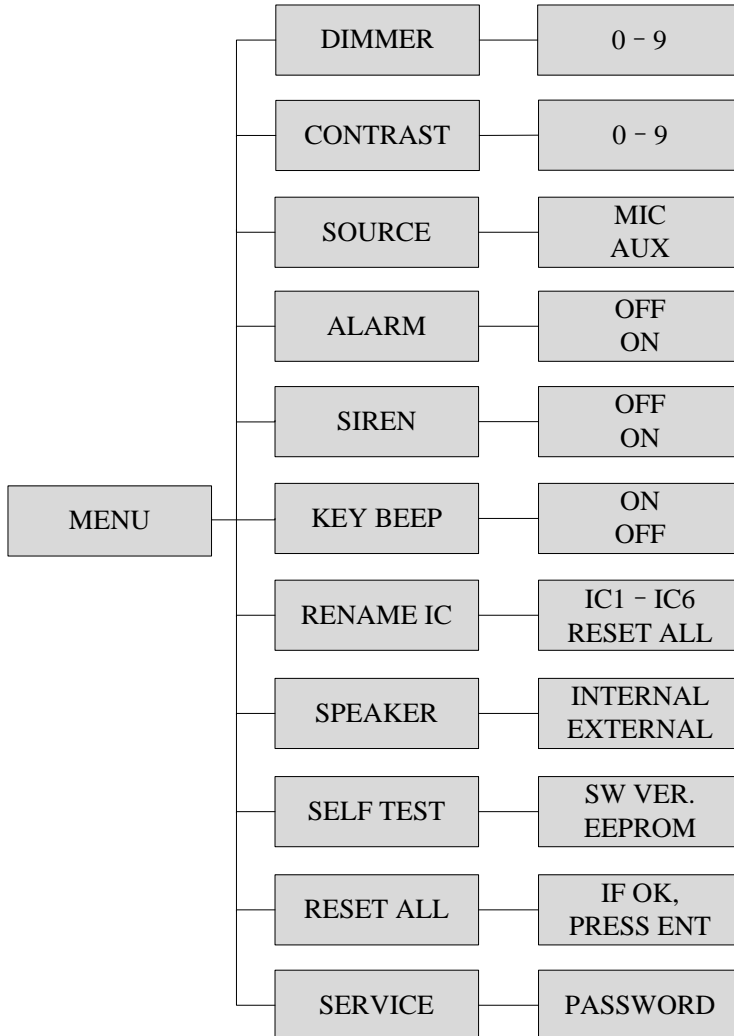 DIMMER
0 – 9
CONTRAST
0 – 9
SOURCE
MIC
AUX
ALARM
OFF
ON
SIREN
OFF
ON
MENU
KEY BEEP
ON
OFF
RENAME IC
IC1 – IC6
RESET ALL
SPEAKER
INTERNAL
EXTERNAL
SELF TEST
SW VER.
EEPROM
RESET ALL
IF OK,
PRESS ENT
SERVICE
PASSWORD